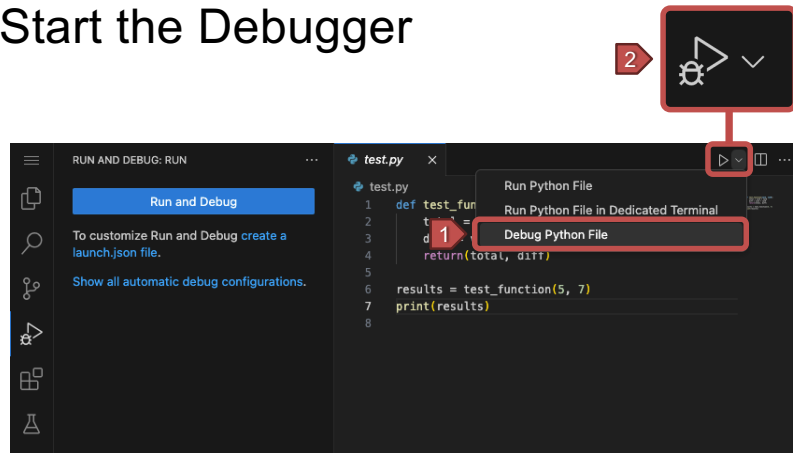 Start the Debugger
2
RUN AND DEBUG: RUN
Run and Debug
To customize Run and Debug create a
launch.json file.
Show all automatic debug configurations.
test.py
test.py
Run Python File
Run Python File in Dedicated Terminal
1
Debug Python File
1 def test_fun
2
3
4 return(total, diff)
5
6 results = test_function(5, 7)
7 print(results)
8